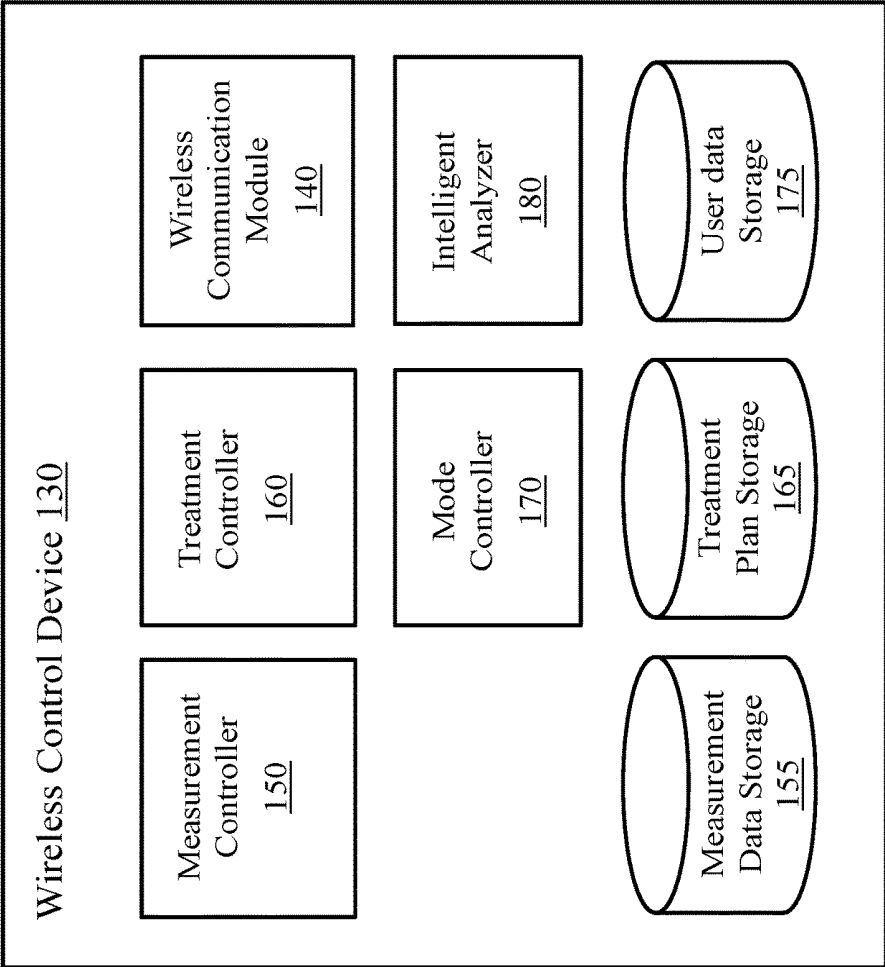 Wireless Control Device 130
Measurement
Controller
150
Treatment
Controller
160
Wireless
Communication
Module
140
Mode
Controller
170
Intelligent
Analyzer
180
Measurement
Data Storage
155
Treatment
Plan Storage
165
User data
Storage
175